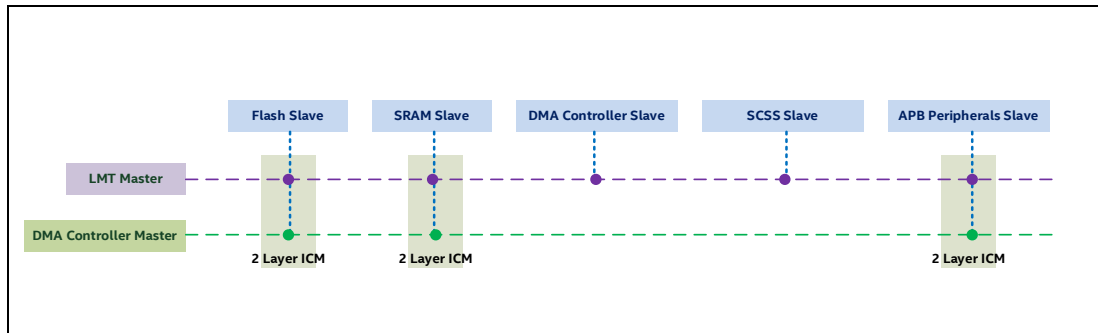 Flash Slave
SRAM Slave
DMA Controller Slave
SCSS Slave
APB Peripherals Slave
LMT Master
DMA Controller Master
2 Layer ICM
2 Layer ICM
2 Layer ICM